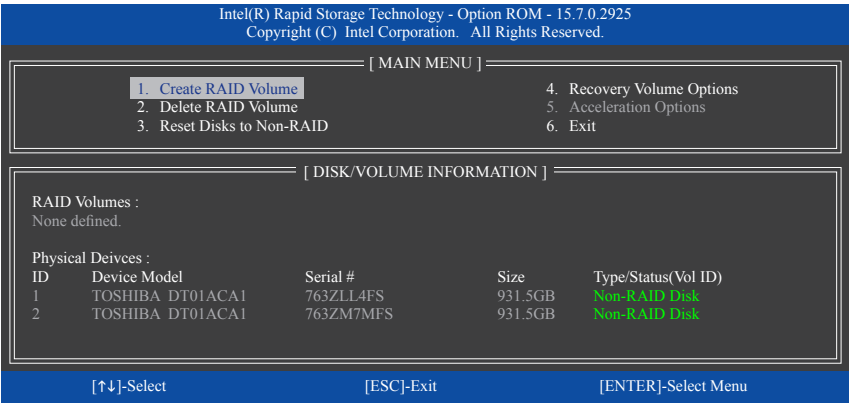 Intel(R) Rapid Storage Technology - Option ROM - 15.7.0.2925
Copyright (C) Intel Corporation. All Rights Reserved.
[ MAIN MENU ]
1. Create RAID Volume
2. Delete RAID Volume
3. Reset Disks to Non-RAID
4. Recovery Volume Options
5. Acceleration Options
6. Exit
[ DISK/VOLUME INFORMATION ]
RAID Volumes :
None defined.
Physical Deivces :
ID Device Model Serial # Size Type/Status(Vol ID)
1 TOSHIBA DT01ACA1 763ZLL4FS 931.5GB Non-RAID Disk
2 TOSHIBA DT01ACA1 763ZM7MFS 931.5GB Non-RAID Disk
[↑↓]-Select [ESC]-Exit [ENTER]-Select Menu